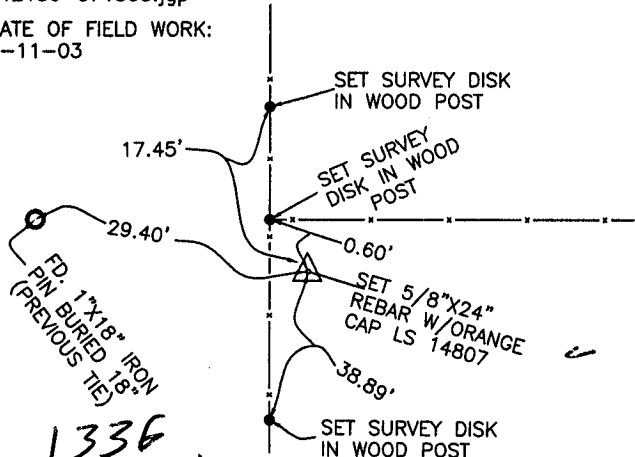 ATE OF FIELD WORK:
-11-03
SET SURVEY DISK
IN WOOD POST
17.45'
SET SURVEY
DISK IN WOOD
POST
29.40'
0.60'
FD. 1"X18" IRON
PIN BURIED 18"
(PREVIOUS TIE)
SET 5/8"X24"
REBAR W/ORANGE
CAP LS 14807
38.89'
1336
SET SURVEY DISK
IN WOOD POST